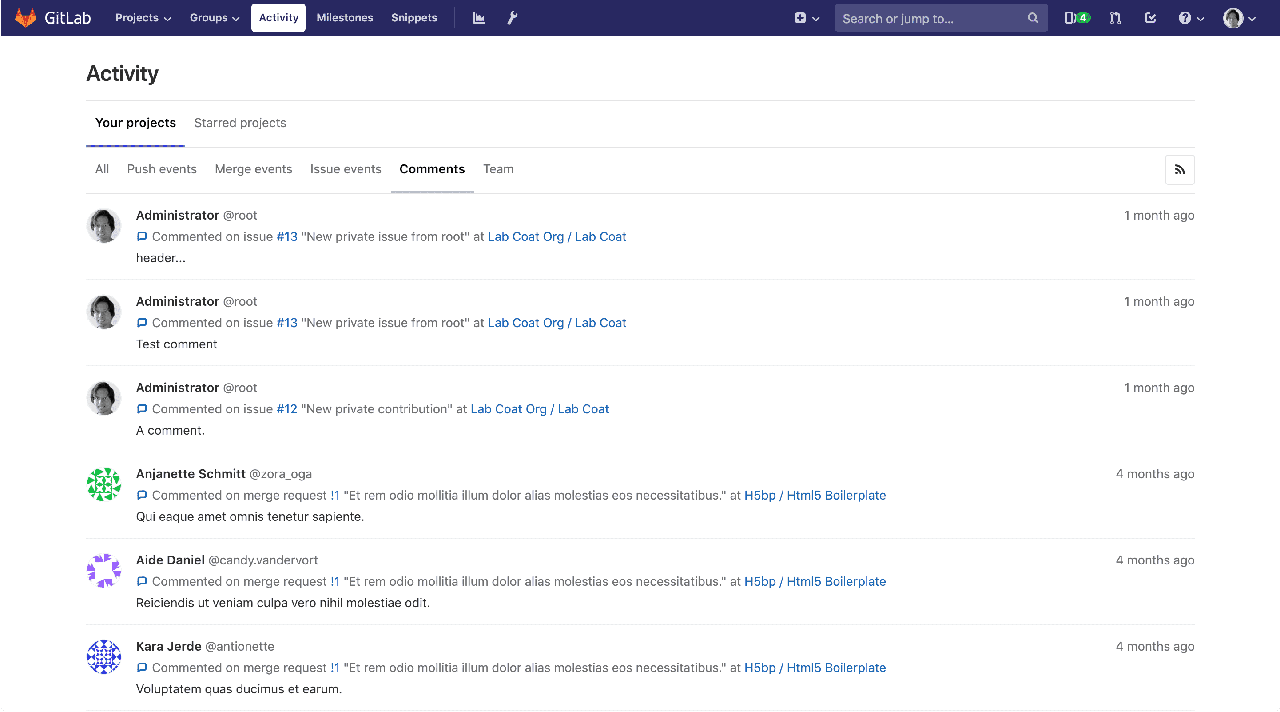 GitLab Projects Groups Activity Milestones Snippets Search or jump to... 4
Activity
Your projects Starred projects
All Push events Merge events Issue events Comments Team
Administrator @root 1 month ago
Commented on issue #13 "New private issue from root" at Lab Coat Org / Lab Coat
header...
Administrator @root 1 month ago
Commented on issue #13 "New private issue from root" at Lab Coat Org / Lab Coat
Test comment
Administrator @root 1 month ago
Commented on issue #12 "New private contribution" at Lab Coat Org / Lab Coat
A comment.
Anjanette Schmitt @zora_oga 4 months ago
Commented on merge request !1 "Et rem odio mollitia illum dolor alias molestias eos necessitatibus." at H5bp / Html5 Boilerplate
Qui eaque amet omnis tenetur sapiente.
Aide Daniel @candy.vandervort 4 months ago
Commented on merge request !1 "Et rem odio mollitia illum dolor alias molestias eos necessitatibus." at H5bp / Html5 Boilerplate
Reiciendis ut veniam culpa vero nihil molestiae odit.
Kara Jerde @antionette 4 months ago
Commented on merge request !1 "Et rem odio mollitia illum dolor alias molestias eos necessitatibus." at H5bp / Html5 Boilerplate
Voluptatem quas ducimus et earum.